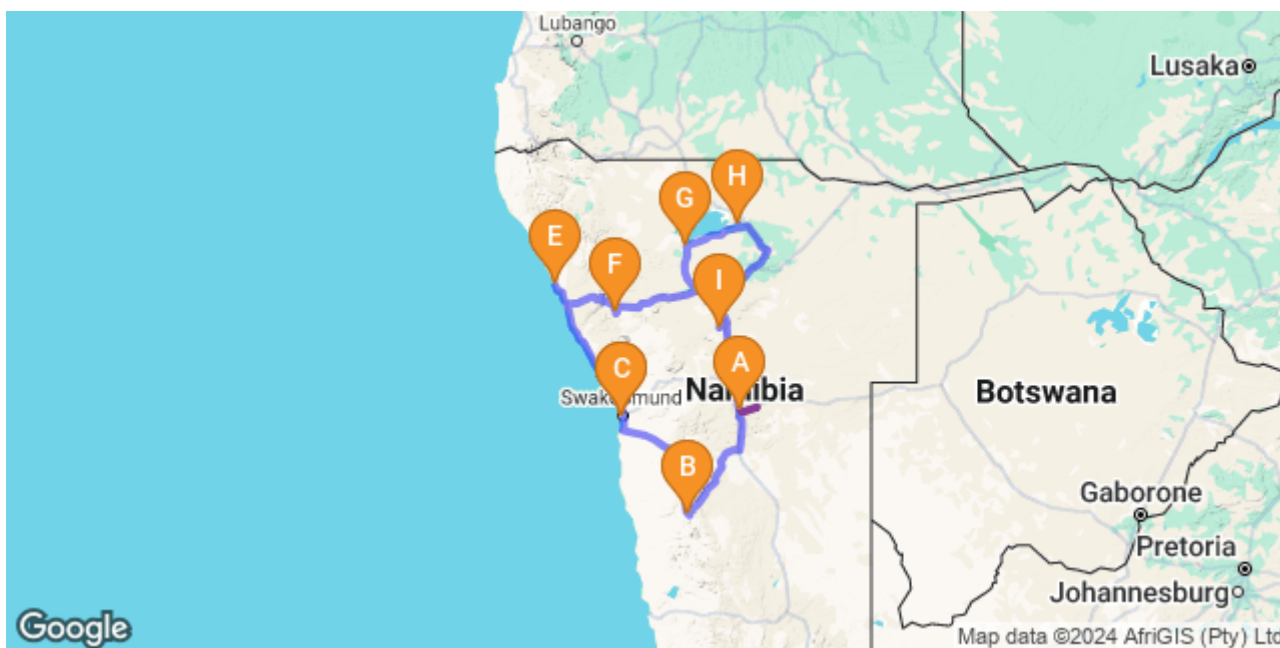 Lubango
Lusaka
H
G
E
F
I
A
C
Namibia
Swakopmund
Botswana
B
Gaborone
Pretoria
Johannesburg
Google
Map data ©2024 AfriGIS (Pty) Ltd